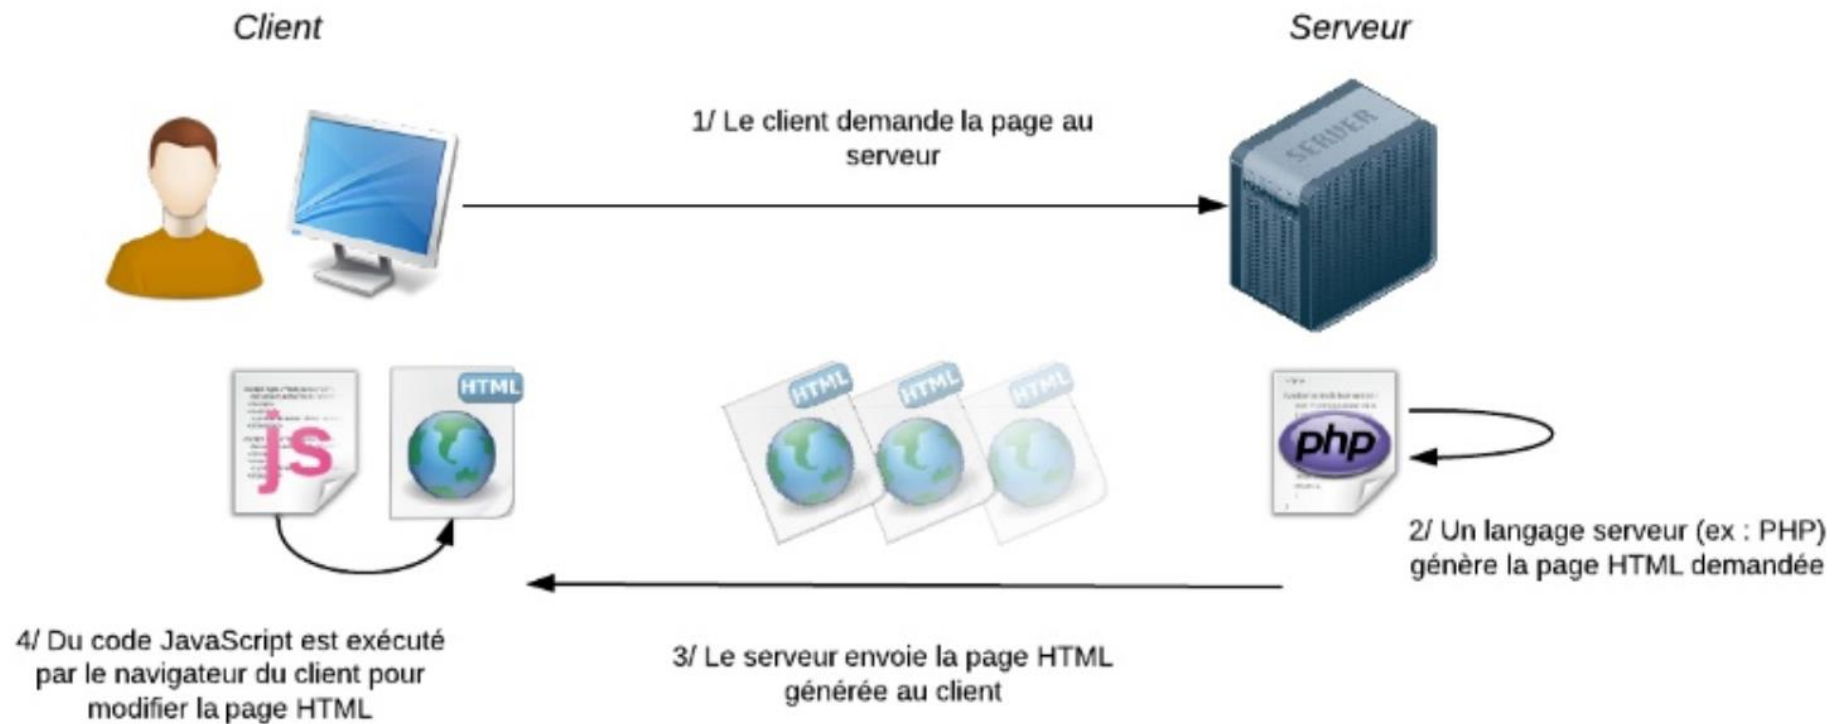 Client
Serveur
1/ Le client demande la page au
serveur
SERVER
HTML
HTML
HTML
HTML
js
php
2/ Un langage serveur (ex : PHP)
génère la page HTML demandée
4/ Du code JavaScript est exécuté
par le navigateur du client pour
modifier la page HTML
3/ Le serveur envoie la page HTML
générée au client